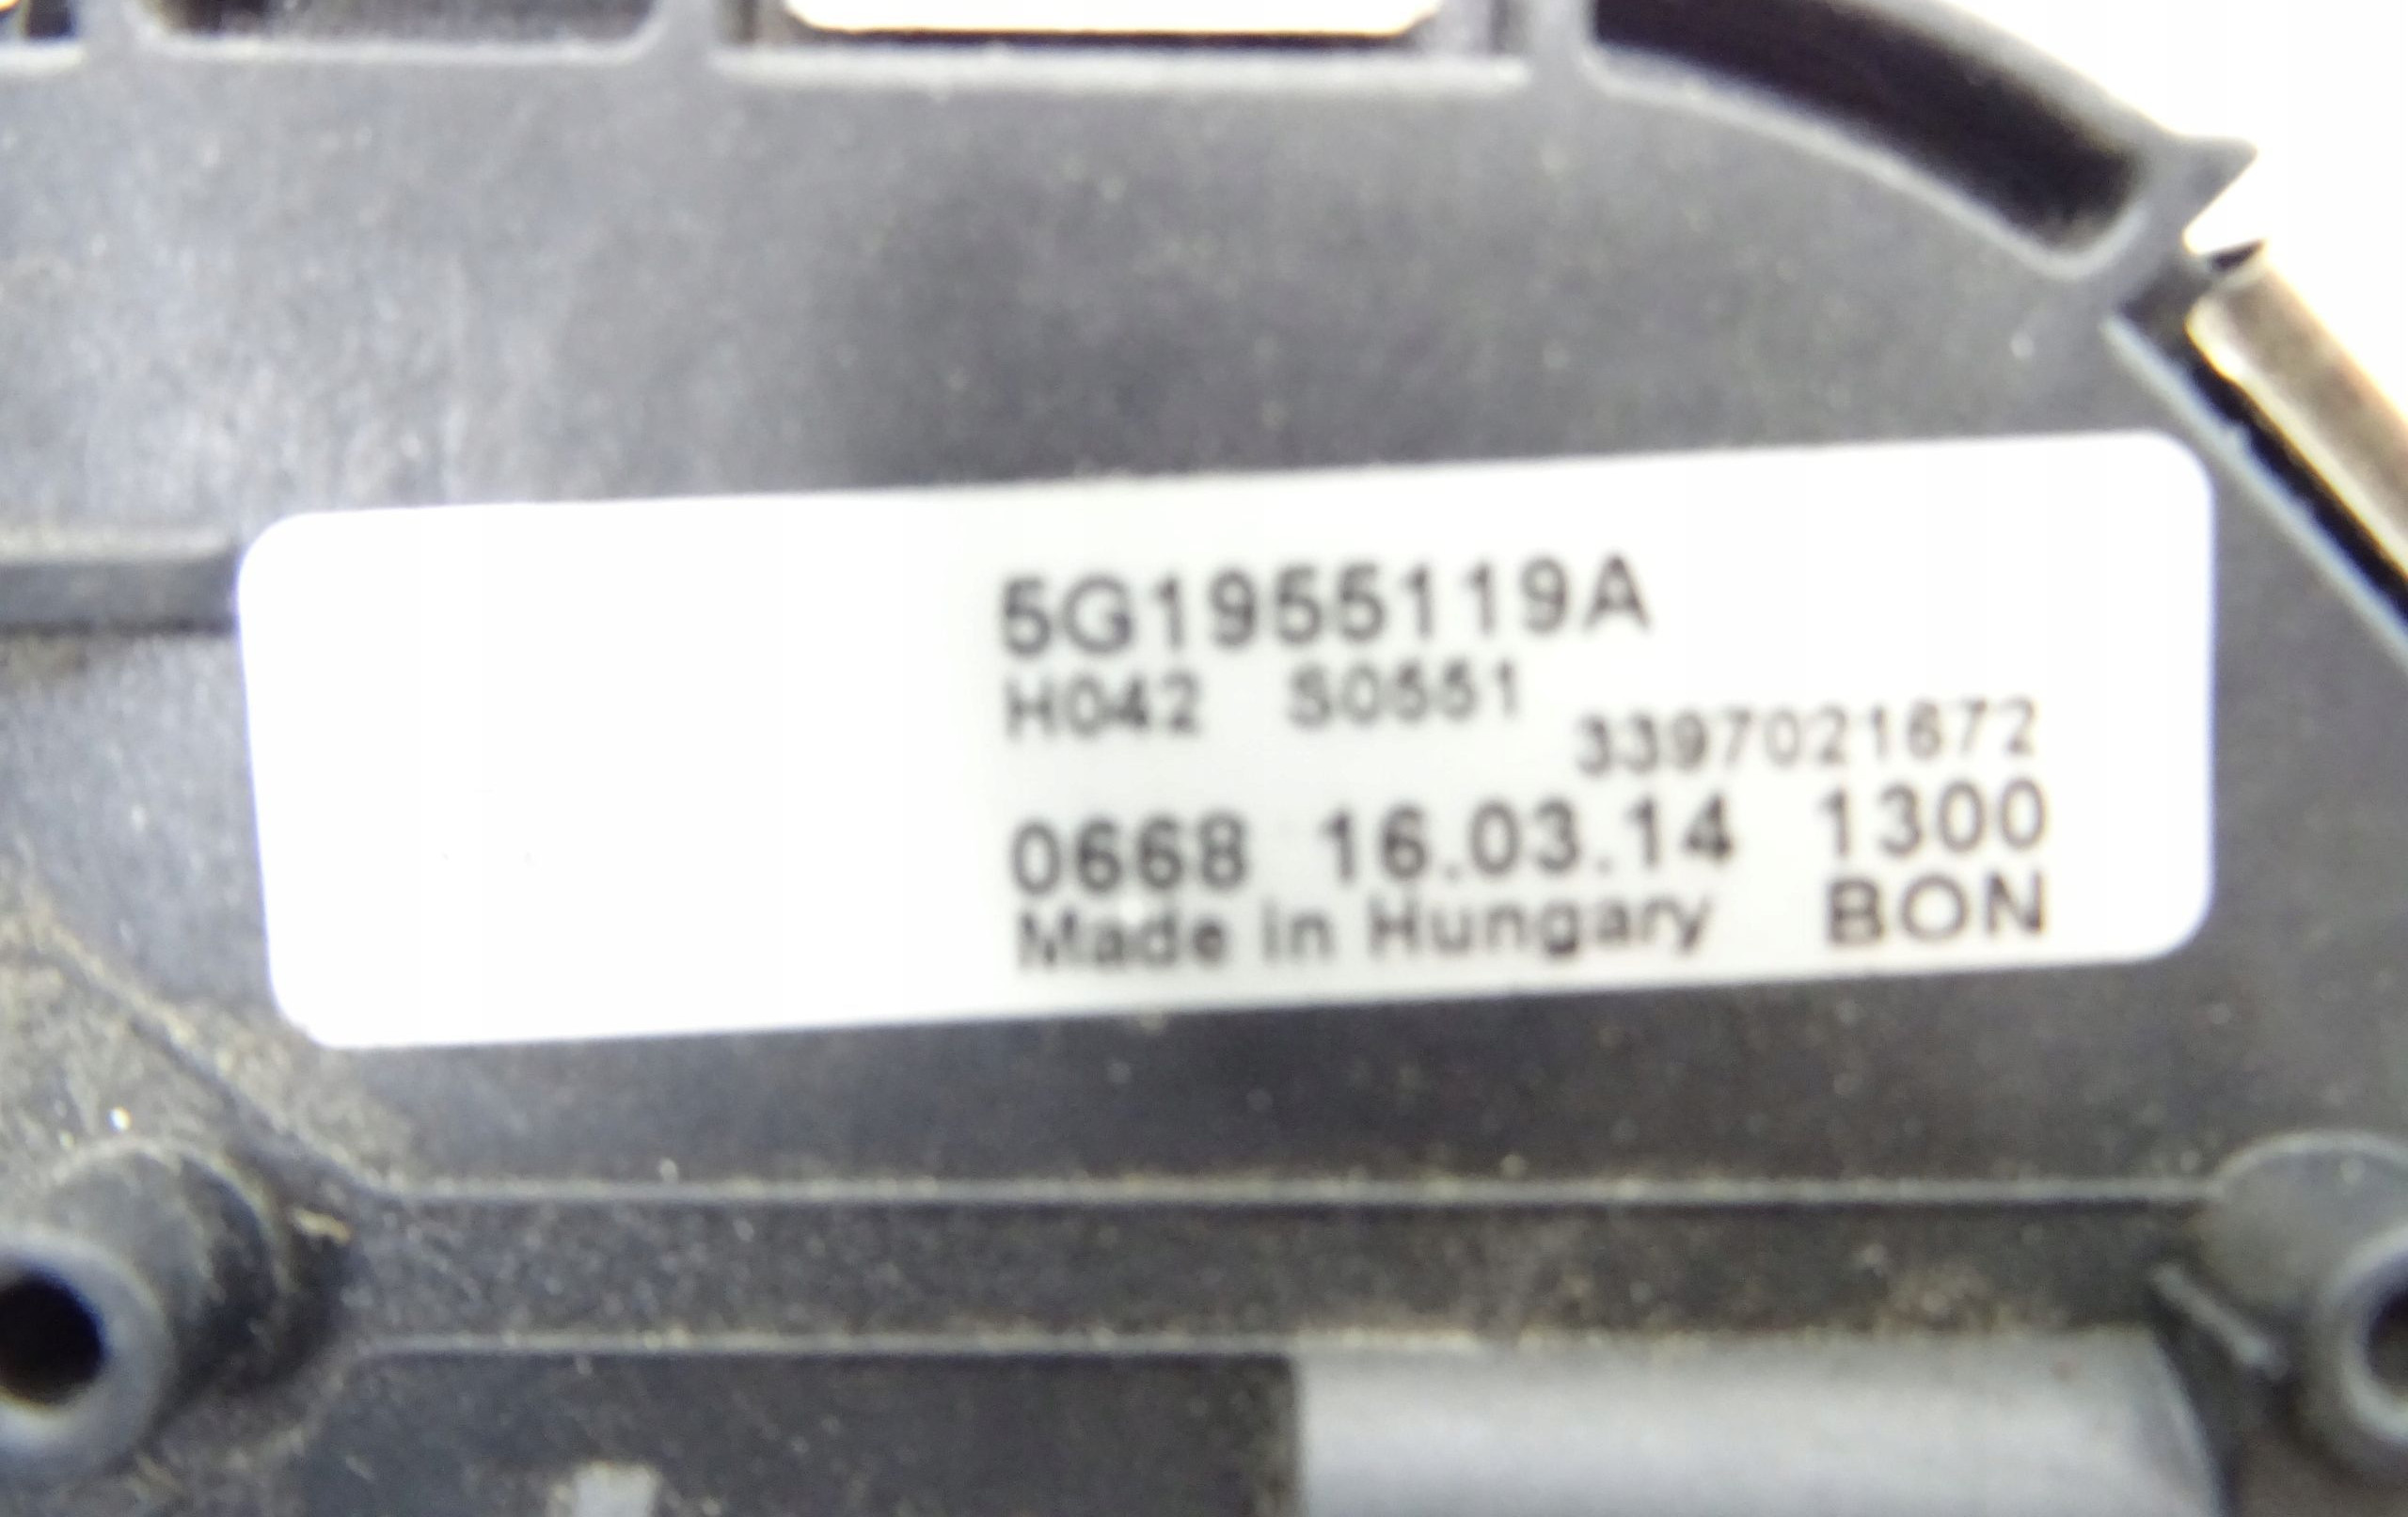 5G1955119A
H042 S0551
3397021672
0668 16.03.14 1300
Made in Hungary BON